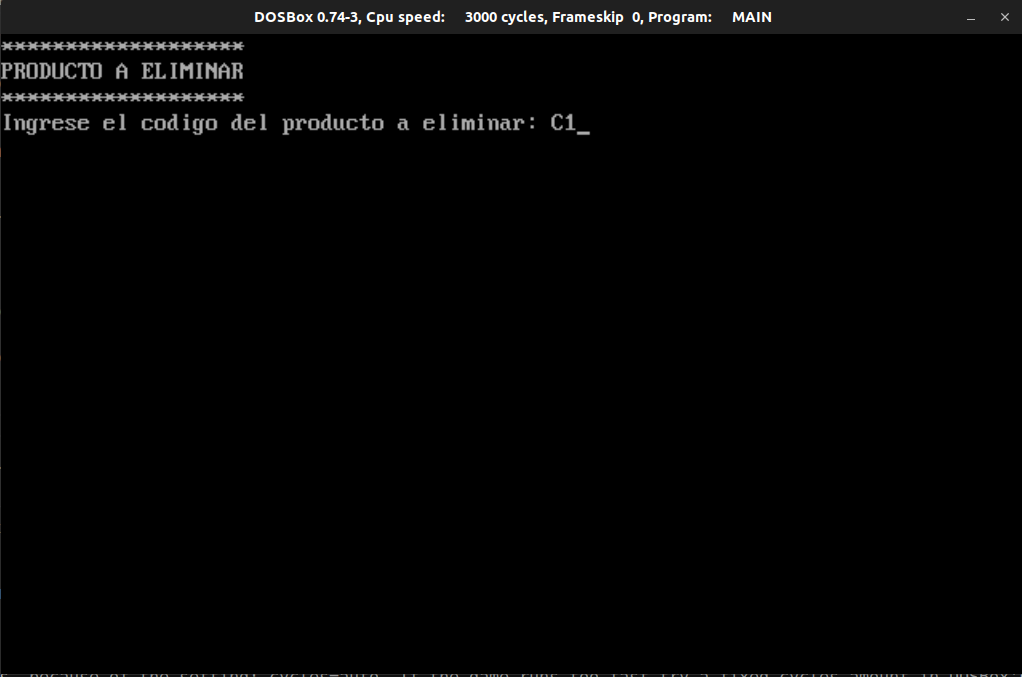 DOSBox 0.74-3, Cpu speed: 3000 cycles, Frameskip 0, Program: MAIN
*******************
PRODUCTO A ELIMINAR
*******************
Ingrese el codigo del producto a eliminar: C1_